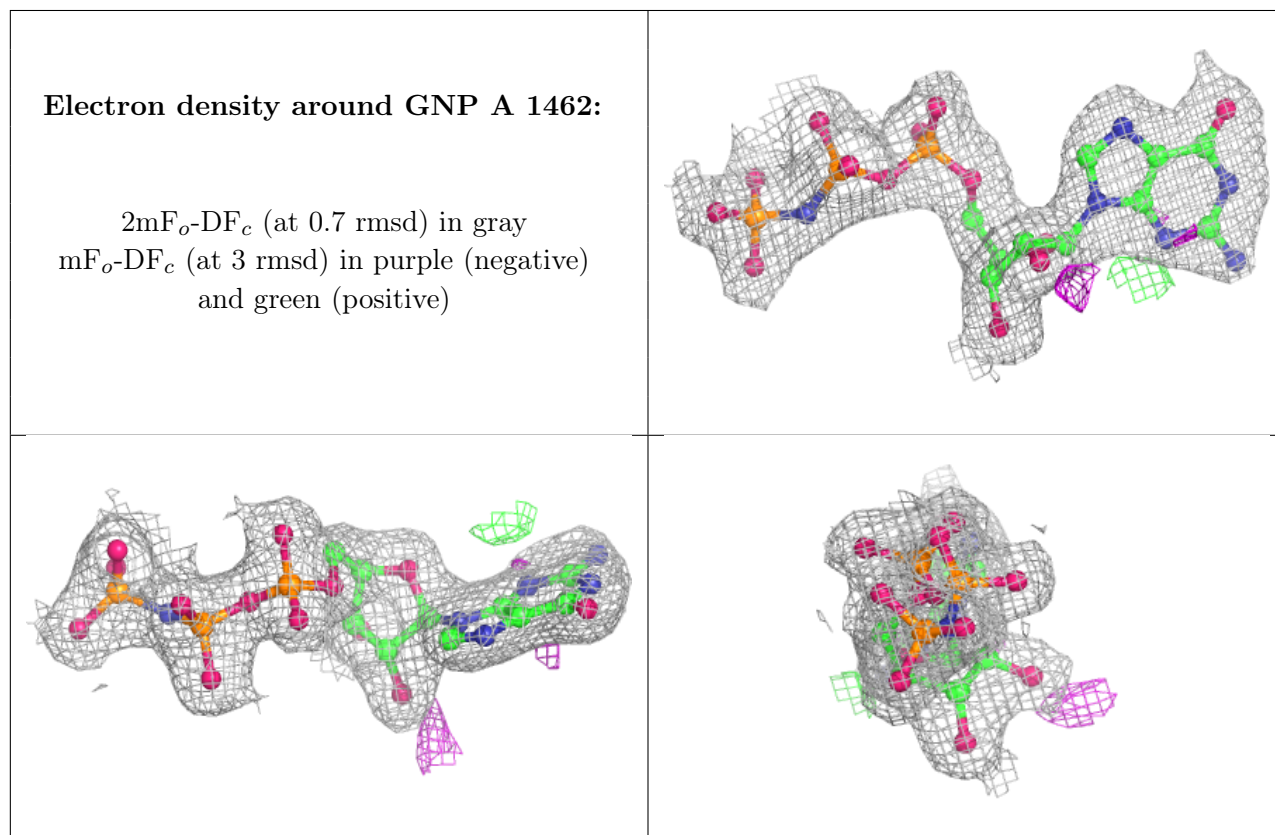 Electron density around GNP A 1462:
2mFo-DFc (at 0.7 rmsd) in gray
mFo-DFc (at 3 rmsd) in purple (negative)
and green (positive)